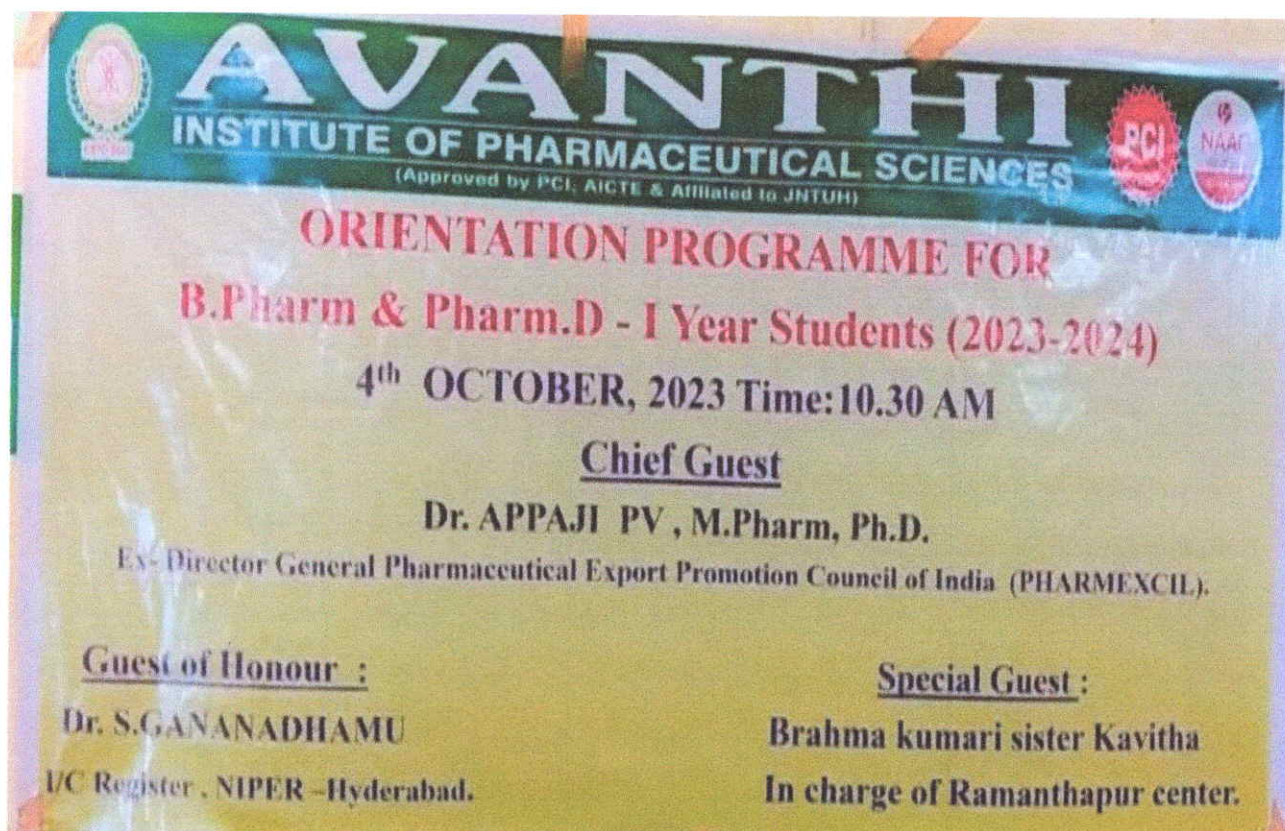 AVANTHI
INSTITUTE OF PHARMACEUTICAL SCIENCES
(Approved by PCI, AICTE & Affiliated to JNTUH)
PCI
NAAC
ORIENTATION PROGRAMME FOR
B.Pharm & Pharm.D - I Year Students (2023-2024)
4th OCTOBER, 2023 Time:10.30 AM
Chief Guest
Dr. APPAJI PV , M.Pharm, Ph.D.
Ex- Director General Pharmaceutical Export Promotion Council of India (PHARMEXCIL).
Guest of Honour :
Dr. S.GANANADHAMU
I/C Register , NIPER –Hyderabad.
Special Guest :
Brahma kumari sister Kavitha
In charge of Ramanthapur center.